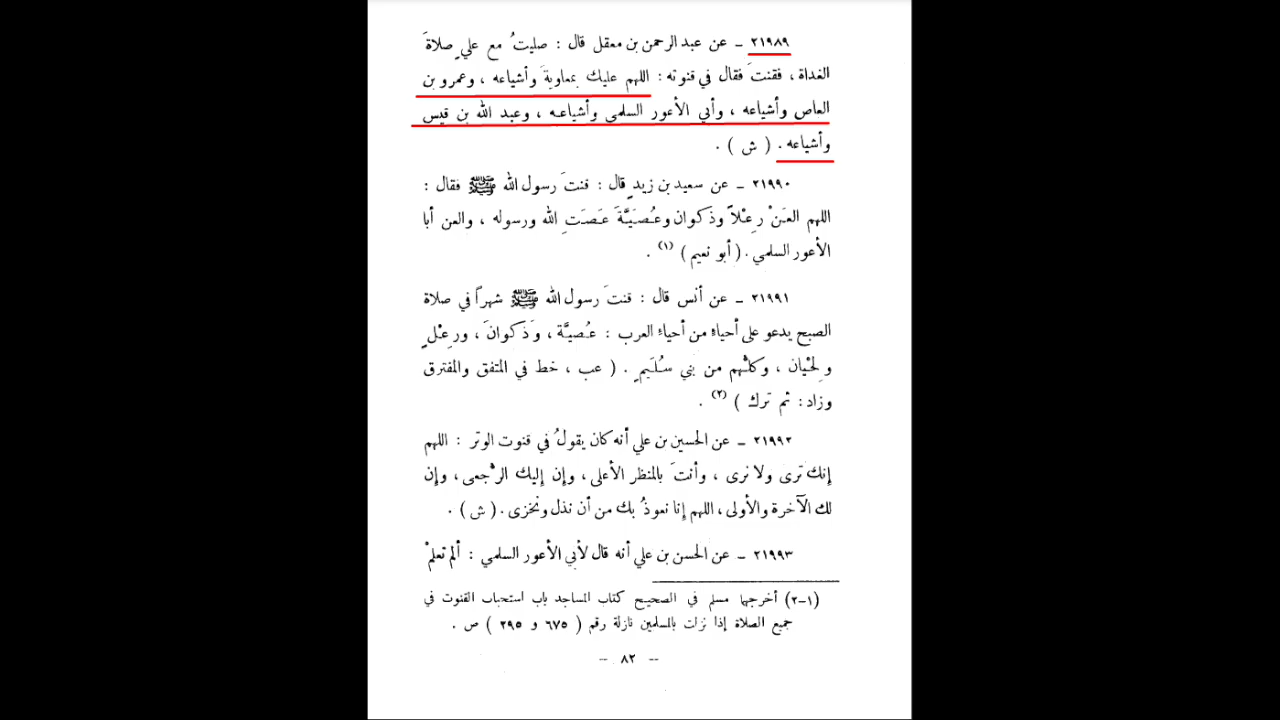 ٢١٩٨٩ ـ عن عبد الرحمن بن معقل قال : صليتُ مع عليٍ صلاةَ
الغداة ، فقنتَ فقال في قنوته : اللهم عليك بمعاويةَ وأشياعه ، وعمرو بن
العاص وأشياعه ، وأبي الأعور السلمى وأشياعه ، وعبد الله بن قيس
وأشياعه . ( ش ) .
٢١٩٩٠ ـ عن سعيد بن زيدٍ قال : قنتَ رسول الله ﷺ فقال :
اللهم العَنْ رِعْلاً وذَكوان وعُصَيَّةَ عَصَتِ الله ورسوله ، والعن أبا
الأعور السلمي . ( أبو نعيم ) (١) .
٢١٩٩١ ـ عن أنس قال : قنتَ رسول الله ﷺ شهراً في صلاة
الصبح يدعو على أحياءٍ من أحياءِ العرب : عُصيَّة ، وَذكوانَ ، ورِعْلٍ
ولِحْيان ، وكلُّهم من بني سُلَيمٍ . ( عب ، خط في المتفق والمفترق
وزاد : ثم ترك ) (٢) .
٢١٩٩٢ ـ عن الحسين بن علي أنه كان يقولُ في قنوت الوتر : اللهم
إنك ترى ولا نرى ، وأنتَ بالمنظر الأعلى ، وإن إليك الرُّجعى ، وإن
لك الآخرة والأولى ، اللهم إنا نعوذُ بك من أن نذل ونخزى . ( ش ) .
٢١٩٩٣ ـ عن الحسن بن علي أنه قال لأبي الأعور السلمي : ألم تعلمْ
(١-٢) أخرجهما مسلم في الصحيح كتاب المساجد باب استحباب القنوت في
جميع الصلاة إذا نزلت بالمسلمين نازلة رقم ( ٦٧٥ و ٢٩٥ ) ص .
-- ٨٢ --